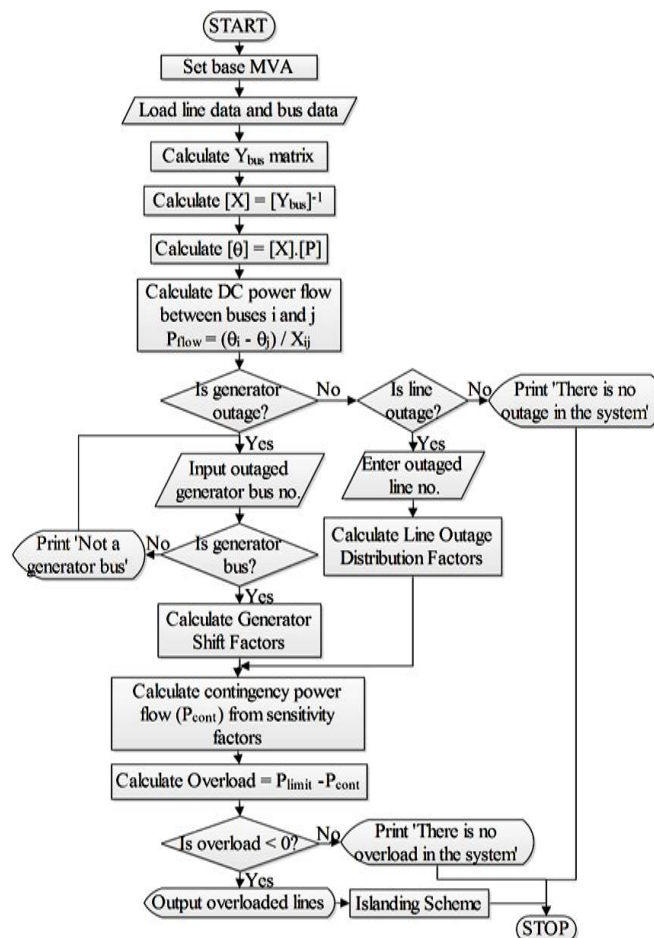 START
Set base MVA
Load line data and bus data
Calculate Ybus matrix
Calculate [X] = [Ybus]-1
Calculate [θ] = [X].[P]
Calculate DC power flow
between buses i and j
Pflow = (θi - θj) / Xij
Is generator
outage?
No
Is line
outage?
No
Print 'There is no
outage in the system'
Yes
Yes
Input outaged
generator bus no.
Enter outaged
line no.
Print 'Not a
generator bus'
No
Is generator
bus?
Calculate Line Outage
Distribution Factors
Yes
Calculate Generator
Shift Factors
Calculate contingency power
flow (Pcont) from sensitivity
factors
Calculate Overload = Plimit -Pcont
Is overload < 0?
No
Print 'There is no
overload in the system'
Yes
Output overloaded lines
Islanding Scheme
STOP